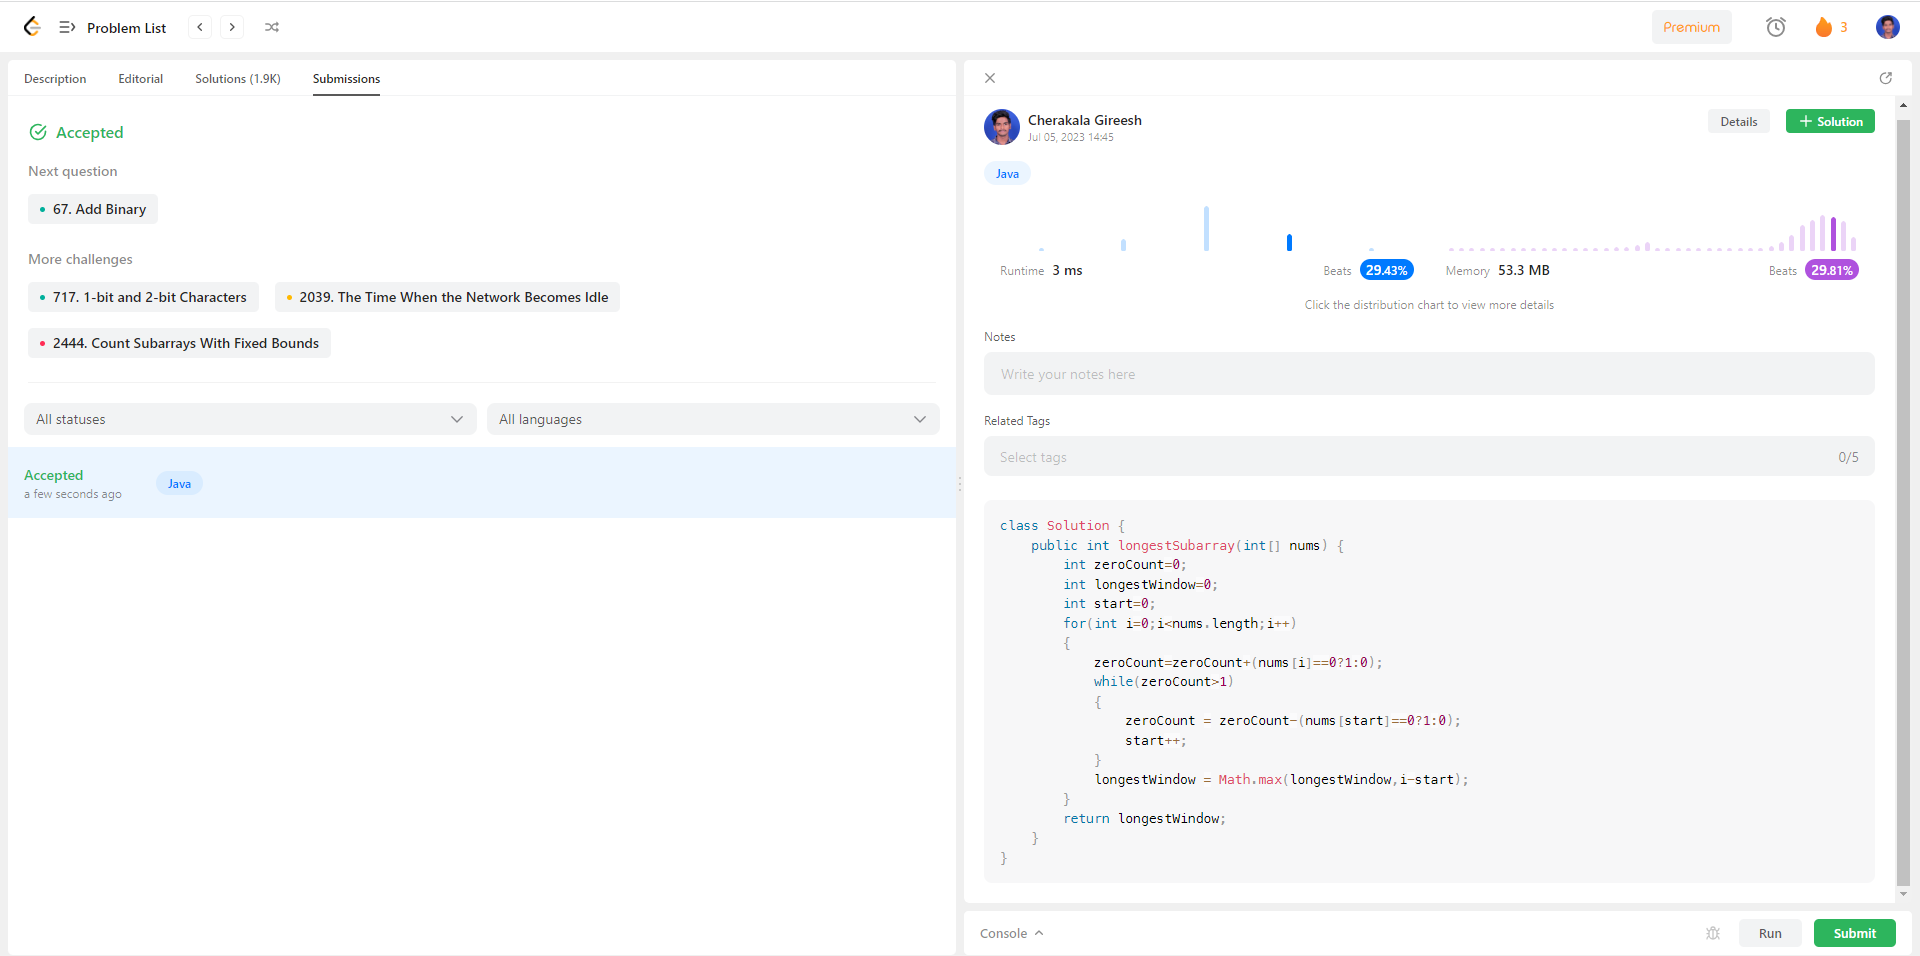 Problem List
Premium
3
Description Editorial Solutions (1.9K) Submissions
Accepted
Next question
67. Add Binary
More challenges
717. 1-bit and 2-bit Characters
2039. The Time When the Network Becomes Idle
2444. Count Subarrays With Fixed Bounds
All statuses
All languages
Accepted
a few seconds ago
Java
Cherakala Gireesh
Jul 05, 2023 14:45
Details
Solution
Java
Runtime 3 ms
Beats 29.43%
Memory 53.3 MB
Beats 29.81%
Click the distribution chart to view more details
Notes
Write your notes here
Related Tags
Select tags
0/5
class Solution {
    public int longestSubarray(int[] nums) {
        int zeroCount=0;
        int longestWindow=0;
        int start=0;
        for(int i=0;i<nums.length;i++)
        {
            zeroCount=zeroCount+(nums[i]==0?1:0);
            while(zeroCount>1)
            {
                zeroCount = zeroCount-(nums[start]==0?1:0);
                start++;
            }
            longestWindow = Math.max(longestWindow,i-start);
        }
        return longestWindow;
    }
}
Console
Run
Submit